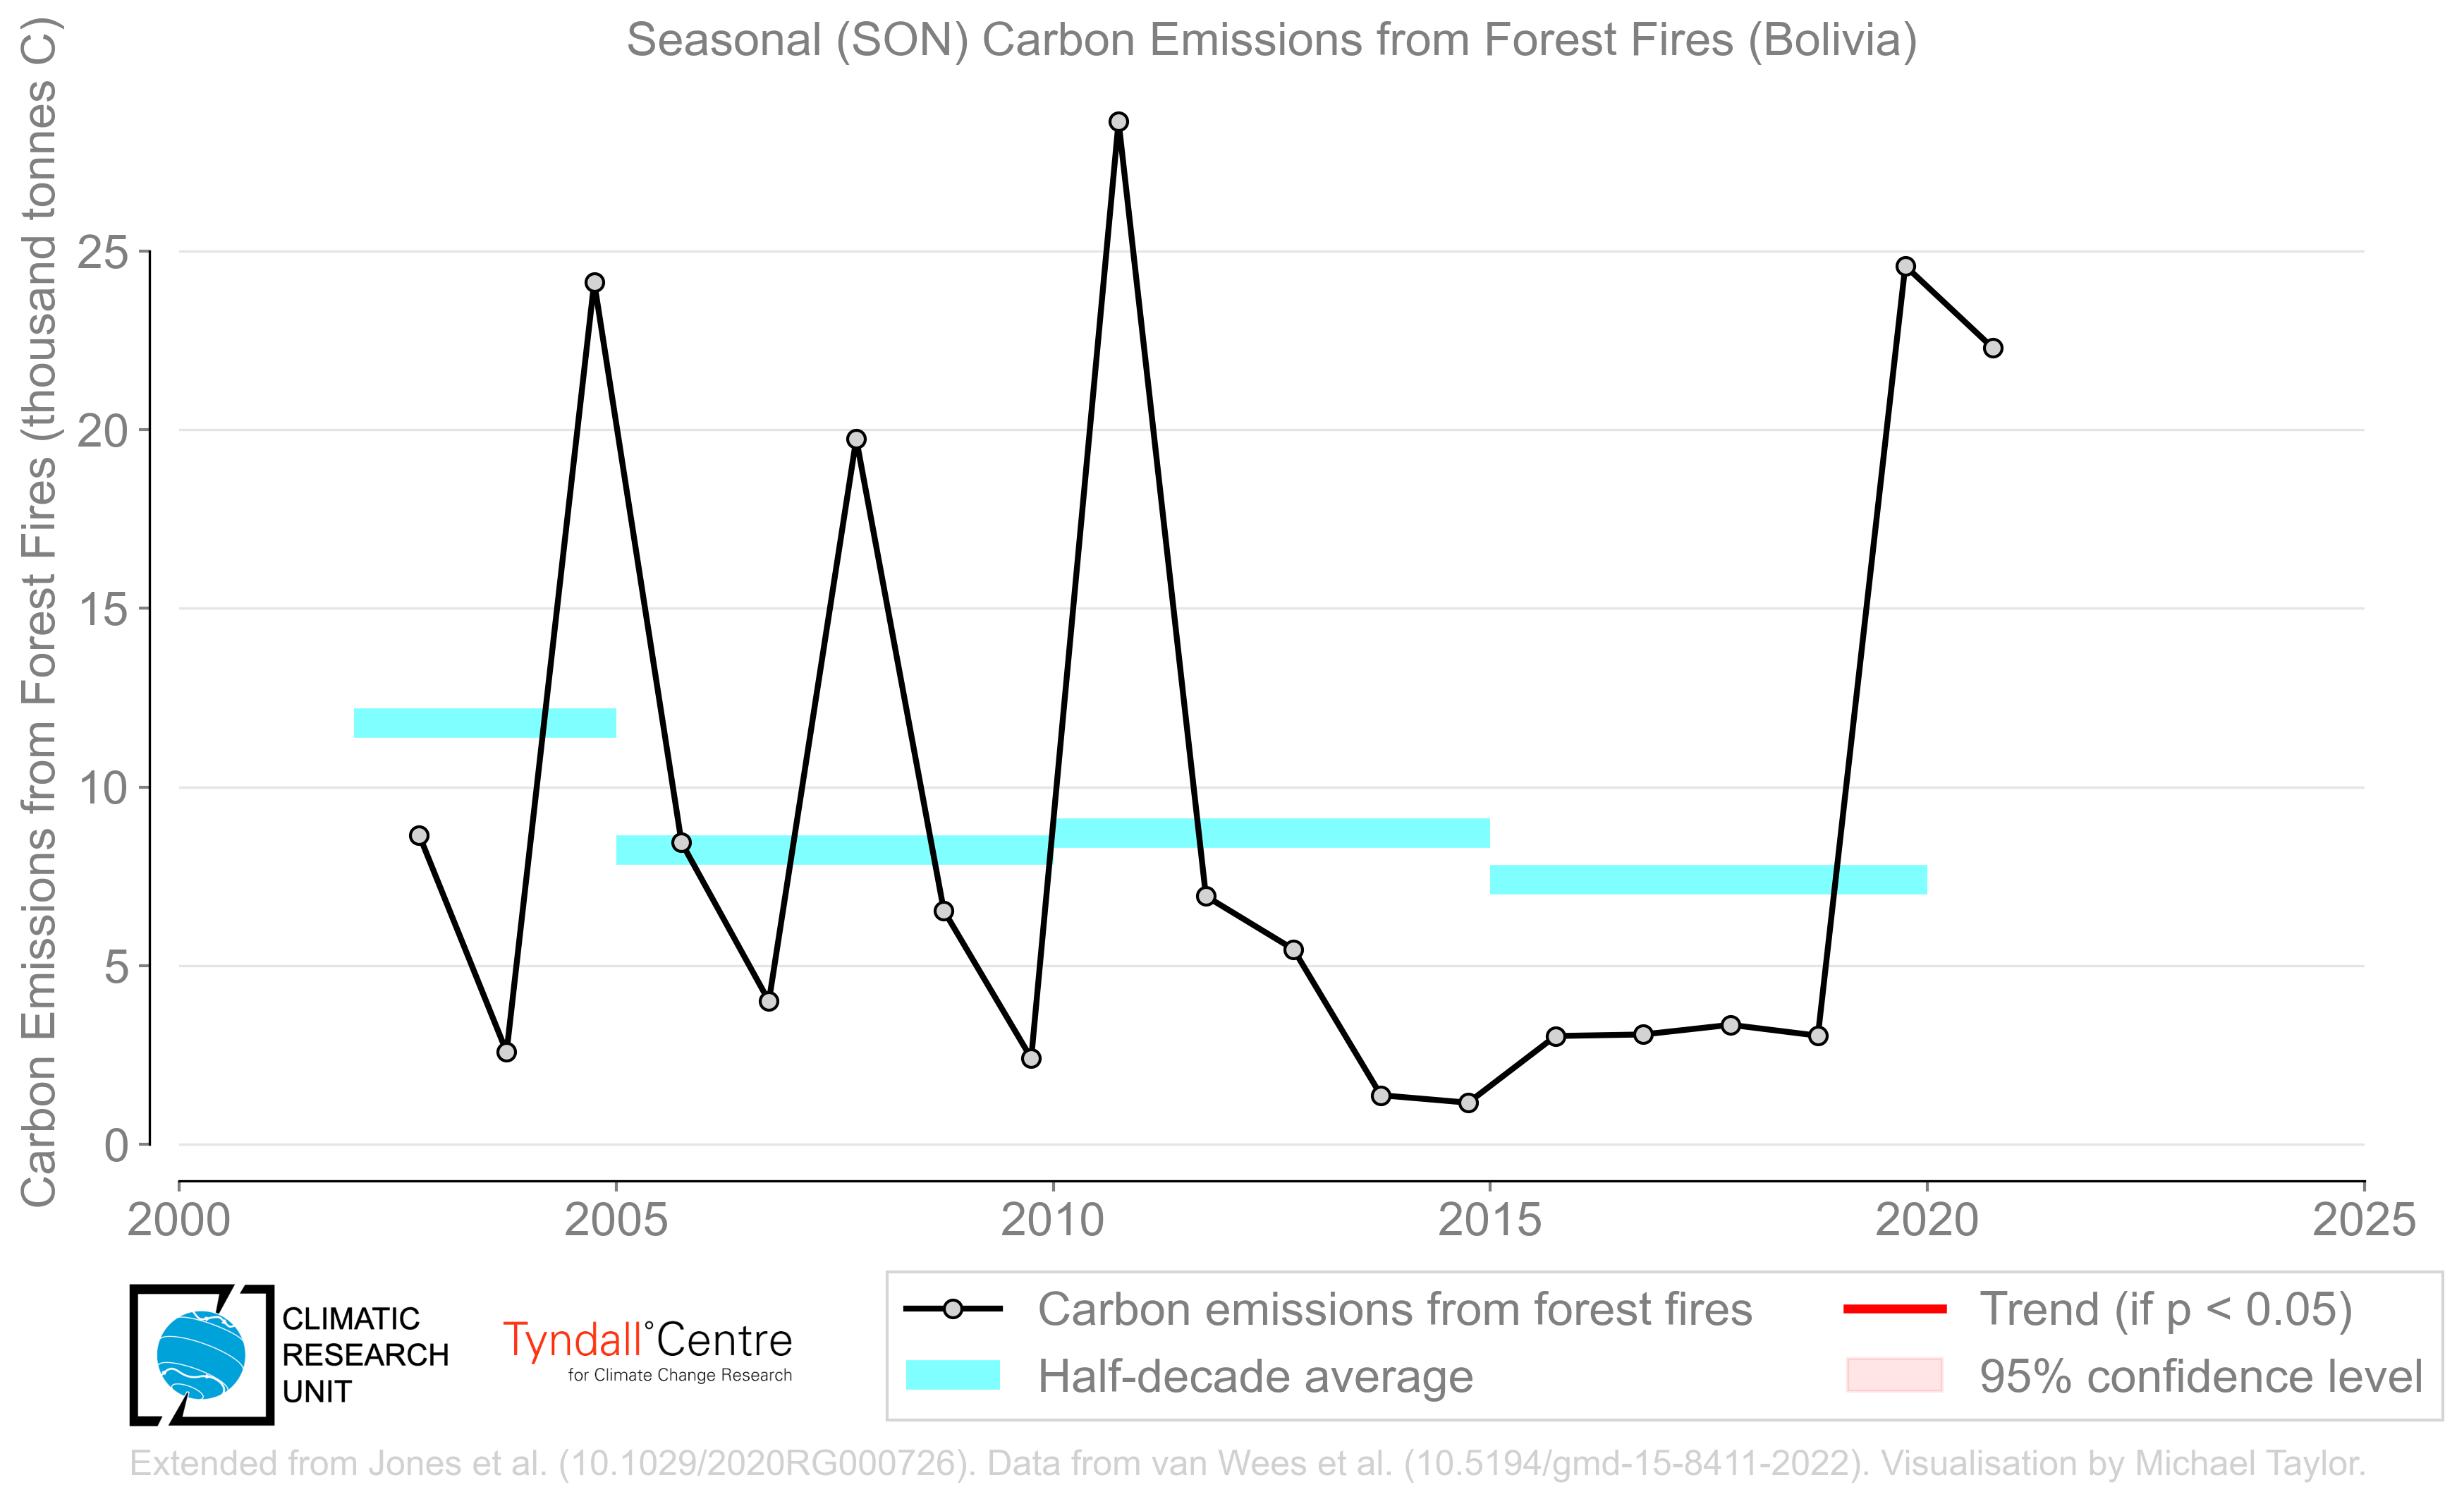 Seasonal (SON) Carbon Emissions from Forest Fires (Bolivia)
Carbon Emissions from Forest Fires (thousand tonnes C)
25
20
15
10
5
0
2000 2005 2010 2015 2020 2025
CLIMATIC
RESEARCH
UNIT
Tyndall°Centre
for Climate Change Research
Carbon emissions from forest fires
Half-decade average
Trend (if p < 0.05)
95% confidence level
Extended from Jones et al. (10.1029/2020RG000726). Data from van Wees et al. (10.5194/gmd-15-8411-2022). Visualisation by Michael Taylor.